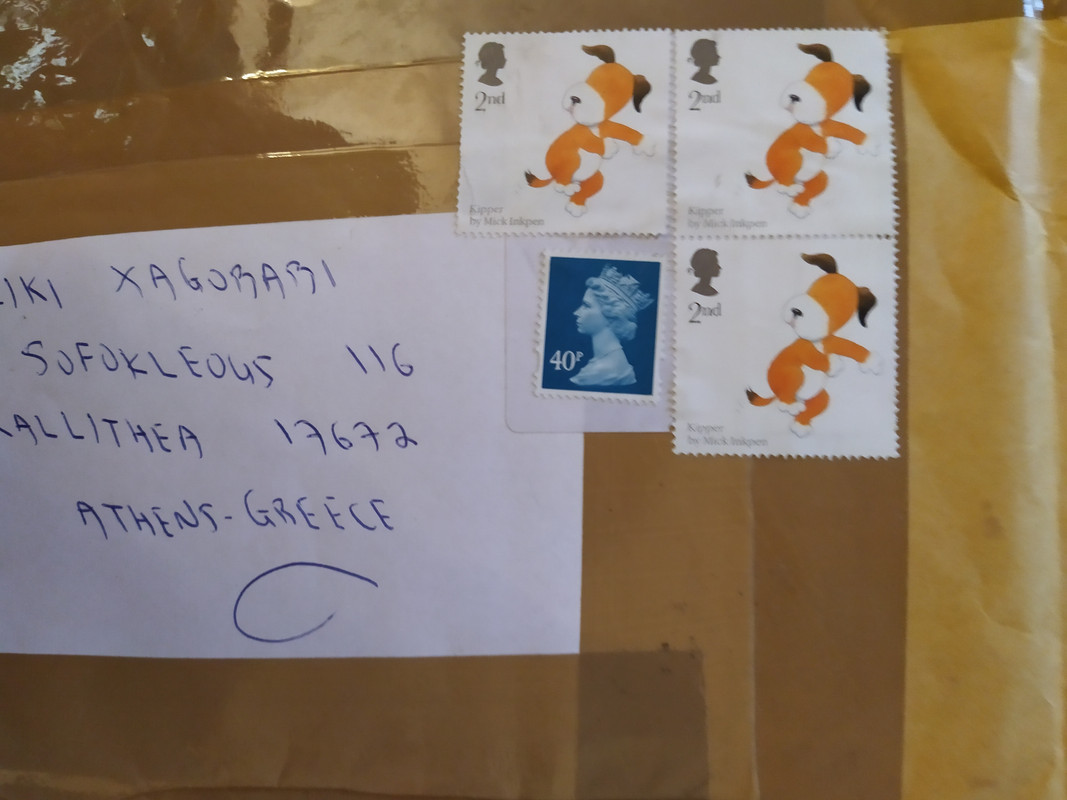 2nd
Kipper
by Mick Inkpen
2nd
Kipper
by Mick Inkpen
40P
2nd
Kipper
by Mick Inkpen
IKI XAGORARI
SOFOKLEOUS 116
KALLITHEA 17672
ATHENS-GREECE